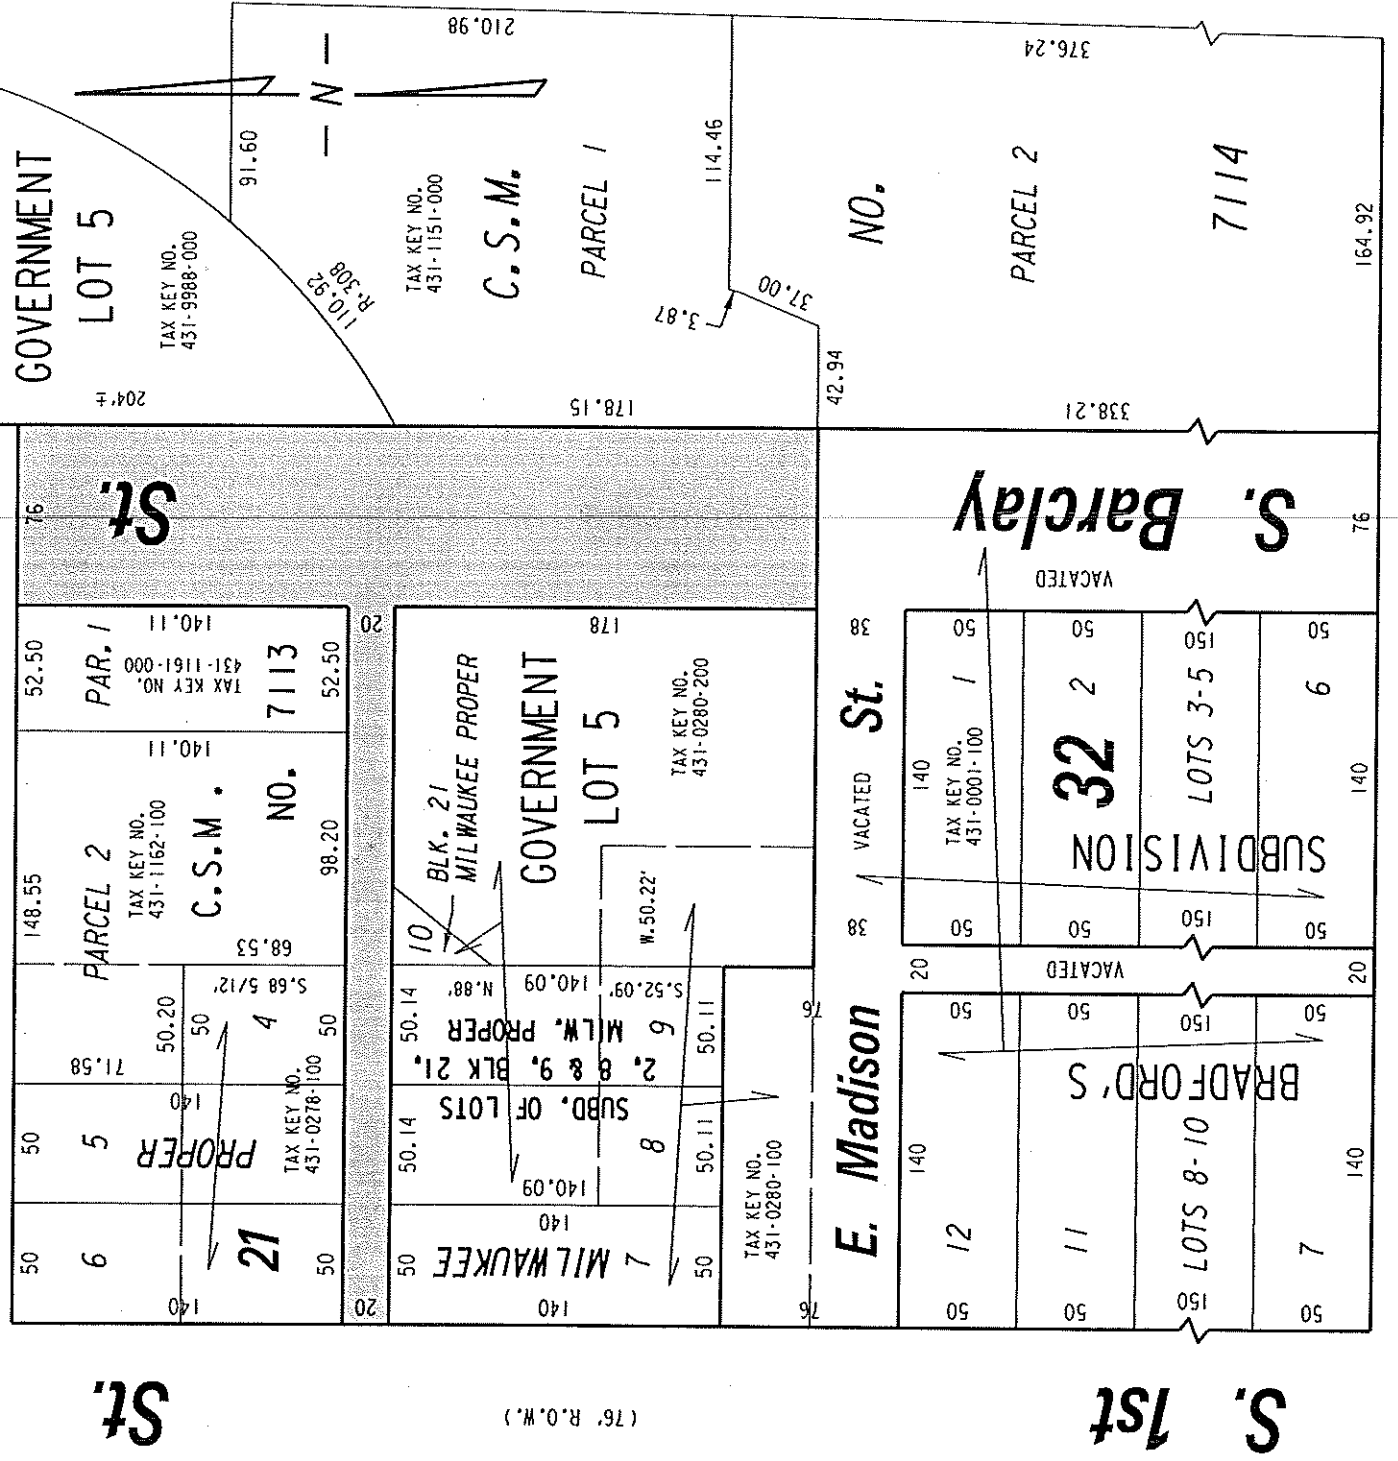 GOVERNMENT
LOT 5
TAX KEY NO.
431-9988-000
204'±
91.60
210.98
— N —
110.92
R.308
TAX KEY NO.
431-1151-000
C.S.M.
PARCEL 1
178.15
114.46
3.87
37.00
42.94
376.24
NO.
PARCEL 2
7114
338.21
164.92
76
St.
S. Barclay
76
VACATED
52.50
PAR. 1
140.11
TAX KEY NO.
431-1161-000
7113
52.50
20
140.11
148.55
PARCEL 2
TAX KEY NO.
431-1162-100
C.S.M.
NO.
98.20
68.53
S.68 5/12'
50.20
50
4
50
71.58
140
50
5
PROPER
TAX KEY NO.
431-0278-100
50
6
21
50
140
20
178
BLK. 21
MILWAUKEE PROPER
GOVERNMENT
LOT 5
TAX KEY NO.
431-0280-200
10
W.50.22'
50.14
N.88'
140.09
S.52.09'
50.11
9
SUBD. OF LOTS
2, 8 & 9, BLK 21,
MILW. PROPER
50.14
8
50.11
140.09
140
50
MILWAUKEE
7
50
140
76
TAX KEY NO.
431-0280-100
76
38
VACATED
38
E. Madison St.
50
50
150
50
1
2
LOTS 3-5
6
140
TAX KEY NO.
431-0001-100
32
140
SUBDIVISION
50
50
150
50
20
VACATED
20
50
50
150
50
BRADFORD'S
140
140
12
11
LOTS 8-10
7
50
50
150
50
St.
(76' R.O.W.)
S. 1st